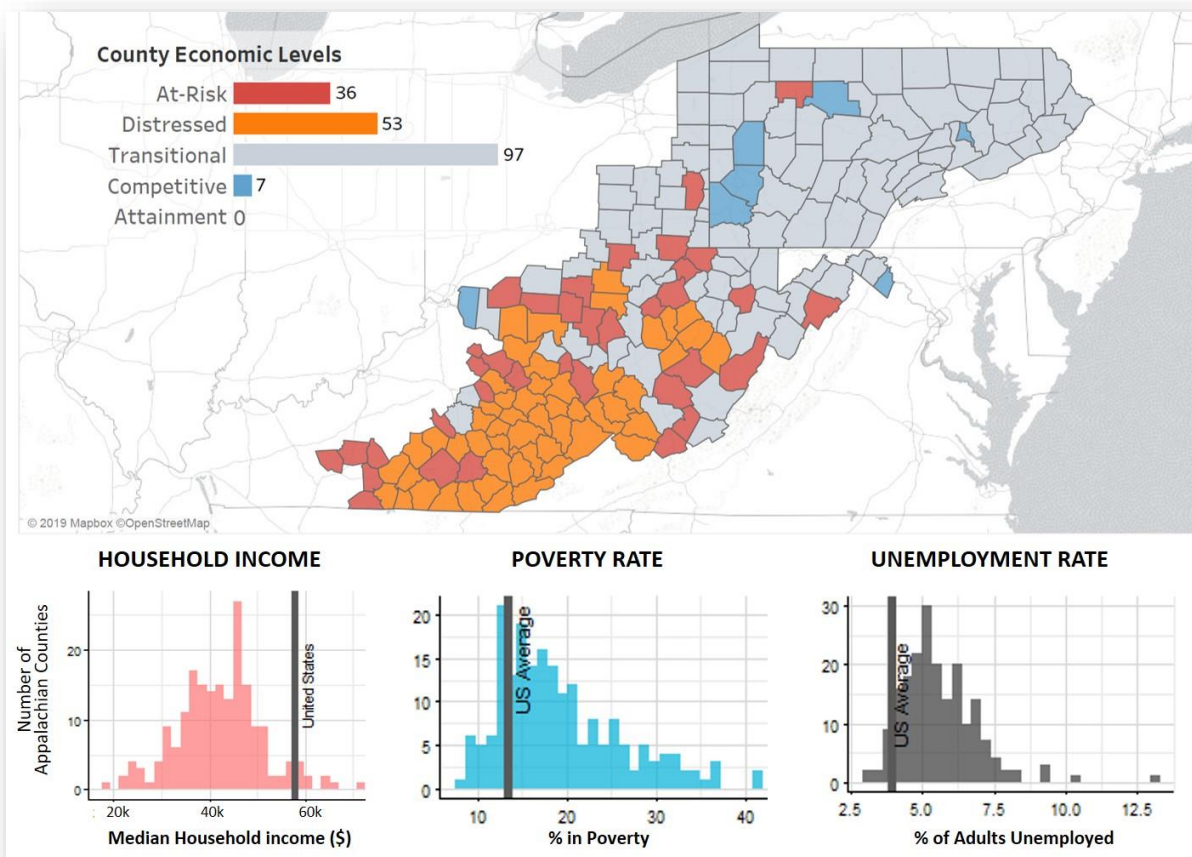 County Economic Levels
At-Risk 36
Distressed 53
Transitional 97
Competitive 7
Attainment 0
© 2019 Mapbox ©OpenStreetMap
HOUSEHOLD INCOME
Number of
Appalachian Counties
20
10
0
United States
20k 40k 60k
Median Household income ($)
POVERTY RATE
20
15
10
5
0
US Average
10 20 30 40
% in Poverty
UNEMPLOYMENT RATE
30
20
10
0
US Average
2.5 5.0 7.5 10.0 12.5
% of Adults Unemployed